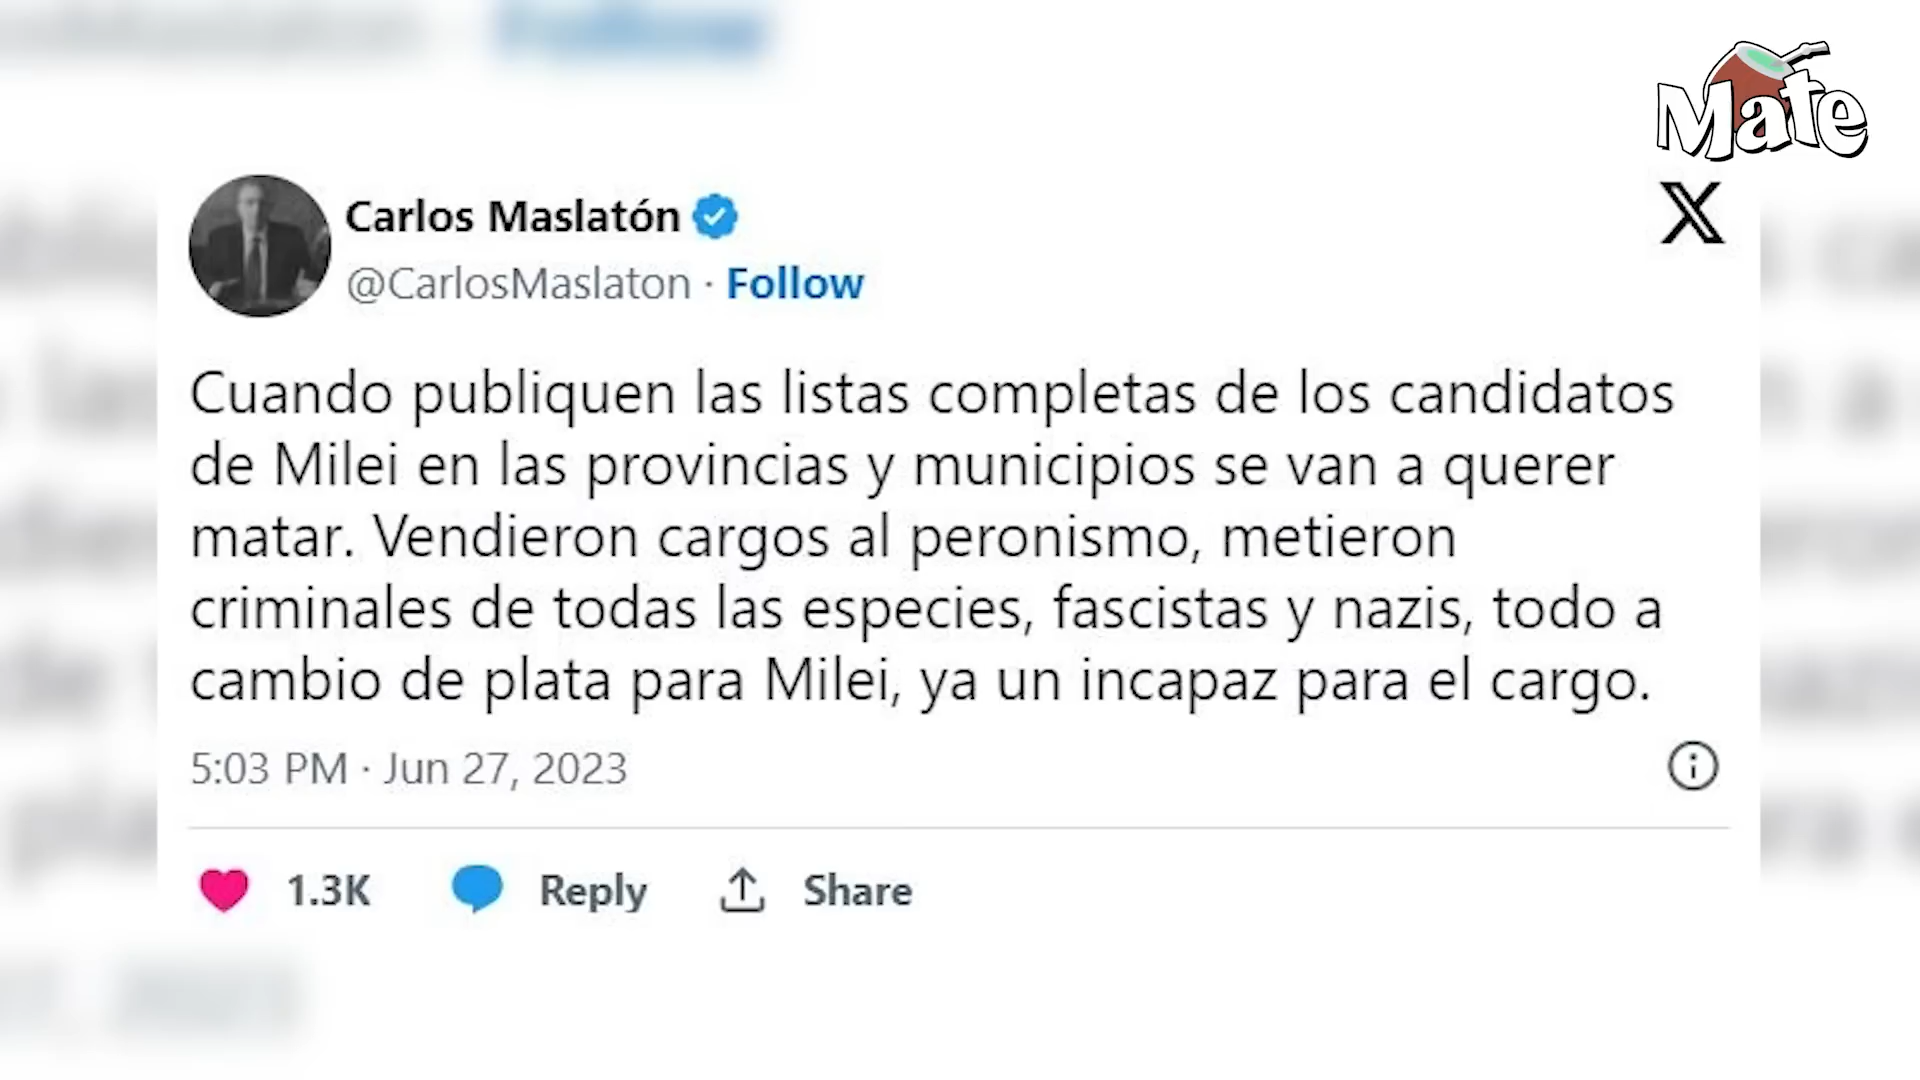 Mate
Carlos Maslatón
@CarlosMaslaton · Follow
Cuando publiquen las listas completas de los candidatos
de Milei en las provincias y municipios se van a querer
matar. Vendieron cargos al peronismo, metieron
criminales de todas las especies, fascistas y nazis, todo a
cambio de plata para Milei, ya un incapaz para el cargo.
5:03 PM · Jun 27, 2023
1.3K Reply Share